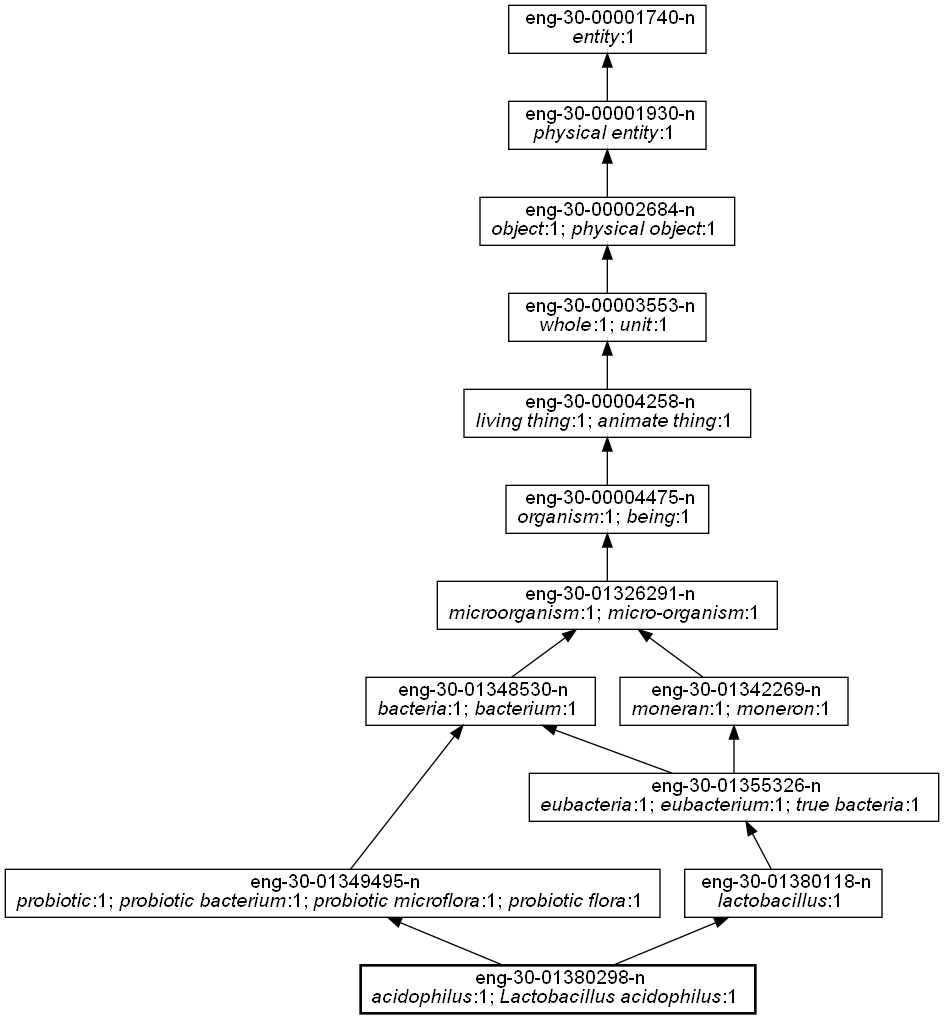 eng-30-00001740-n
entity:1
eng-30-00001930-n
physical entity:1
eng-30-00002684-n
object:1; physical object:1
eng-30-00003553-n
whole:1; unit:1
eng-30-00004258-n
living thing:1; animate thing:1
eng-30-00004475-n
organism:1; being:1
eng-30-01326291-n
microorganism:1; micro-organism:1
eng-30-01348530-n
bacteria:1; bacterium:1
eng-30-01342269-n
moneran:1; moneron:1
eng-30-01355326-n
eubacteria:1; eubacterium:1; true bacteria:1
eng-30-01349495-n
probiotic:1; probiotic bacterium:1; probiotic microflora:1; probiotic flora:1
eng-30-01380118-n
lactobacillus:1
eng-30-01380298-n
acidophilus:1; Lactobacillus acidophilus:1